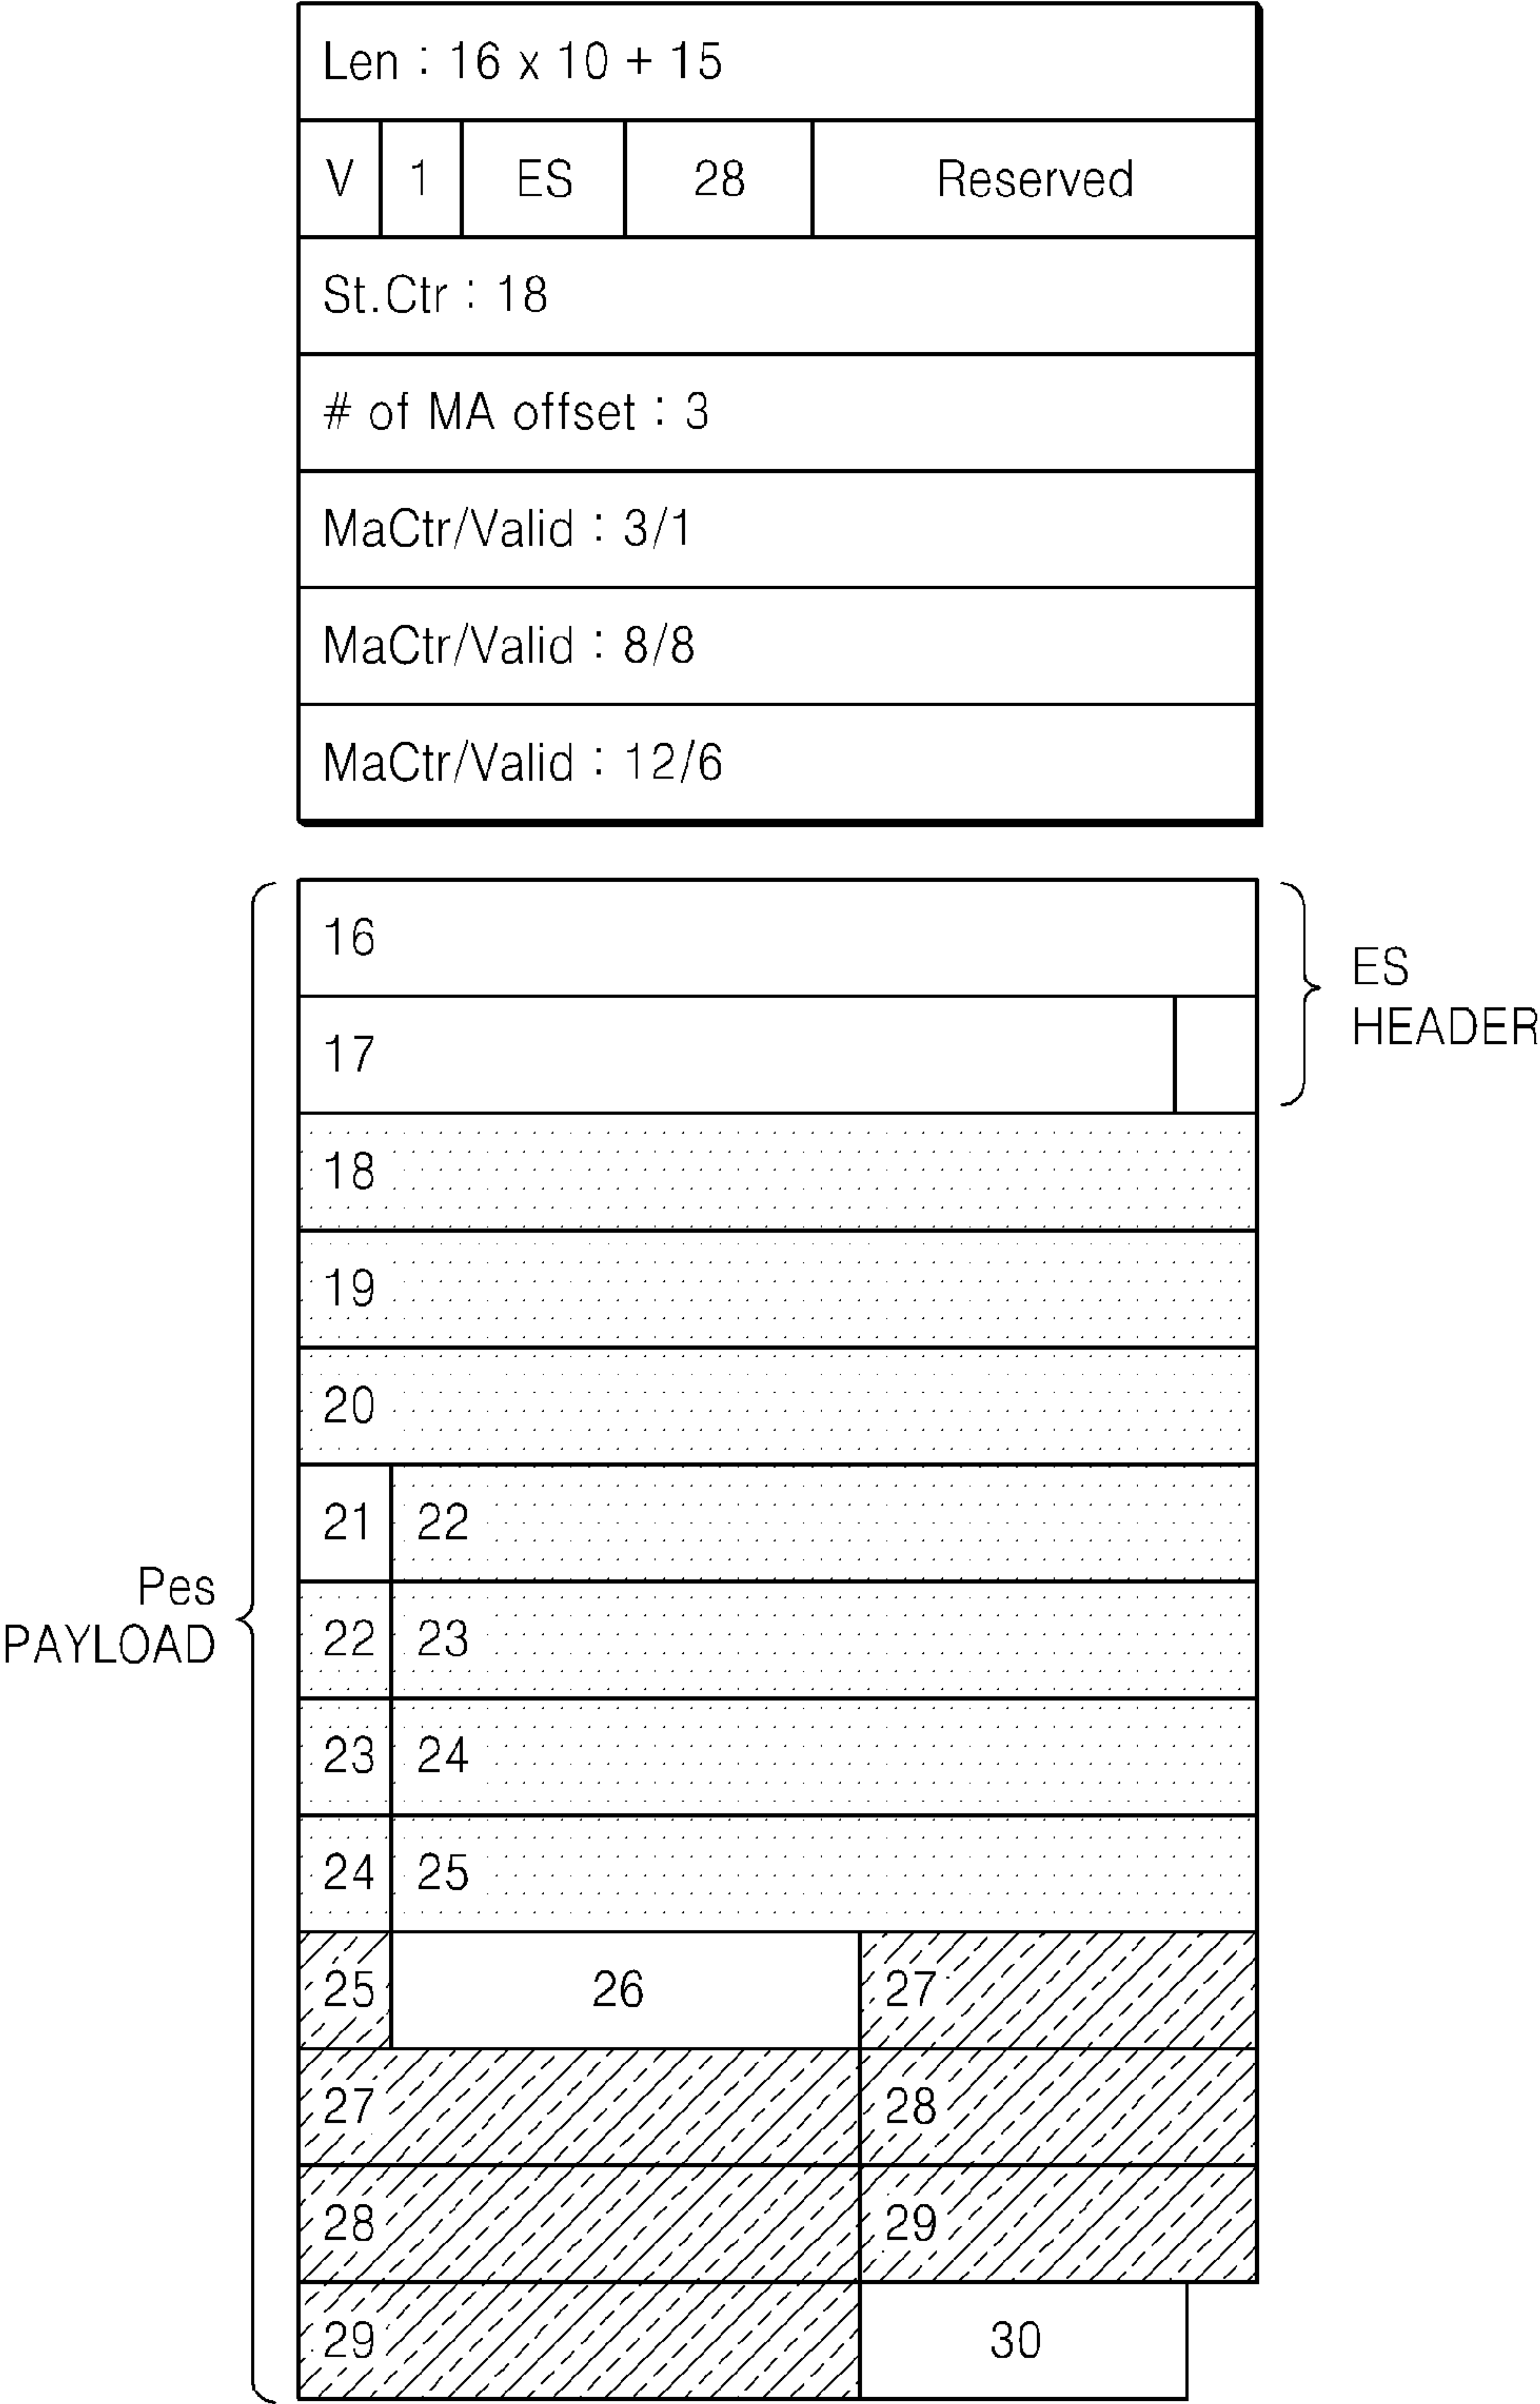 Len : 16 x 10 + 15
V 1 ES 28 Reserved
St.Ctr : 18
# of MA offset : 3
MaCtr/Valid : 3/1
MaCtr/Valid : 8/8
MaCtr/Valid : 12/6
16
ES
HEADER
17
18
19
20
21 22
Pes
PAYLOAD
22 23
23 24
24 25
25 26 27
27 28
28 29
29 30